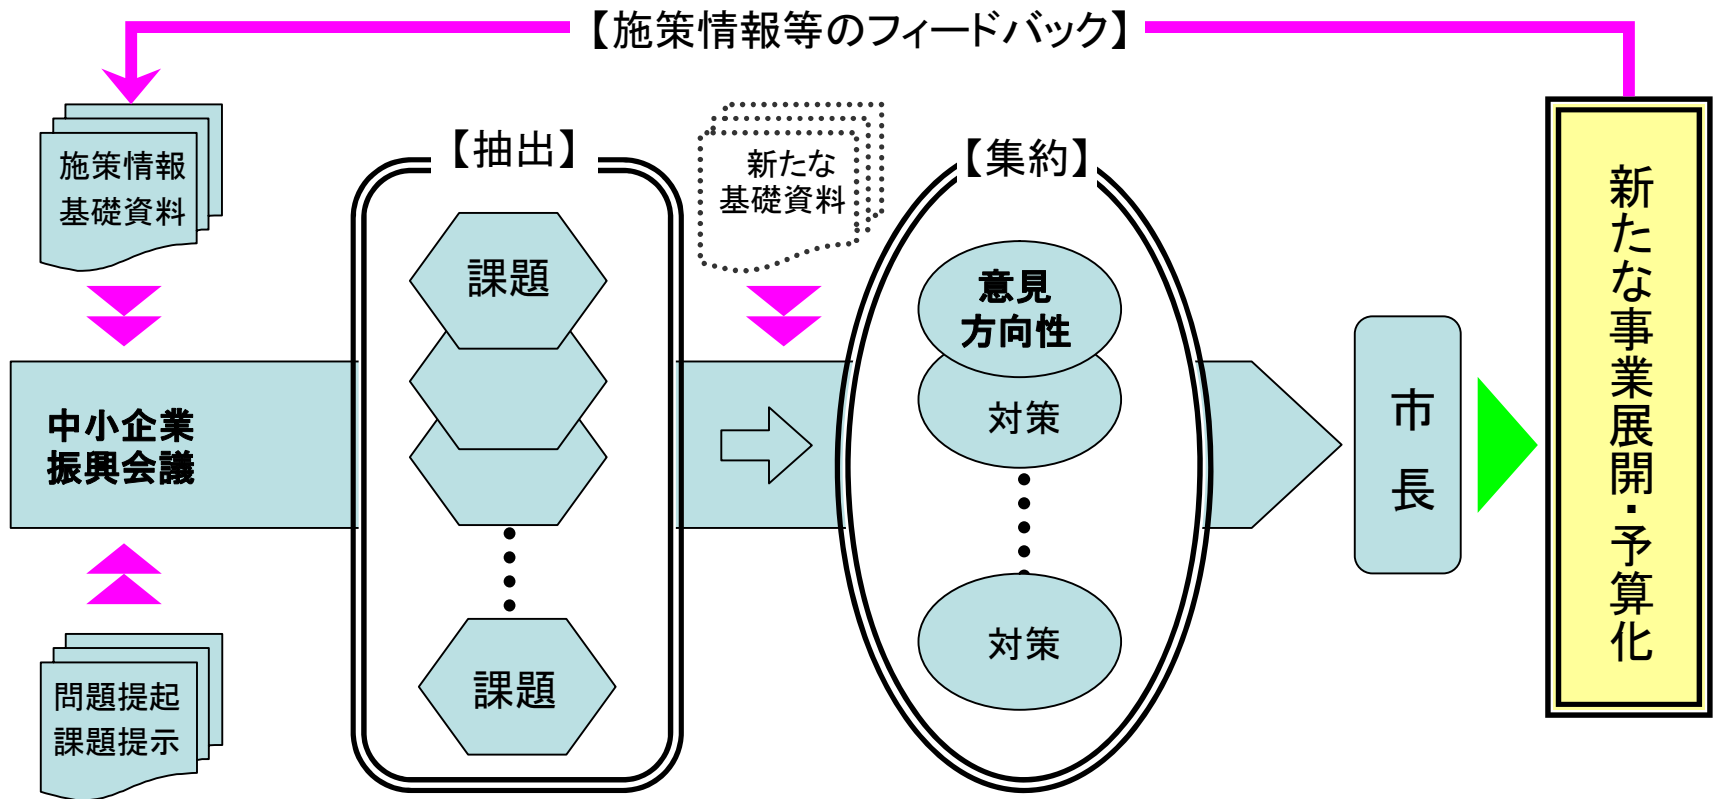 【施策情報等のフィードバック】
施策情報
基礎資料
【抽出】
新たな
基礎資料
【集約】
課題
意見
方向性
対策
中小企業
振興会議
市長
新たな事業展開・予算化
課題
対策
問題提起
課題提示